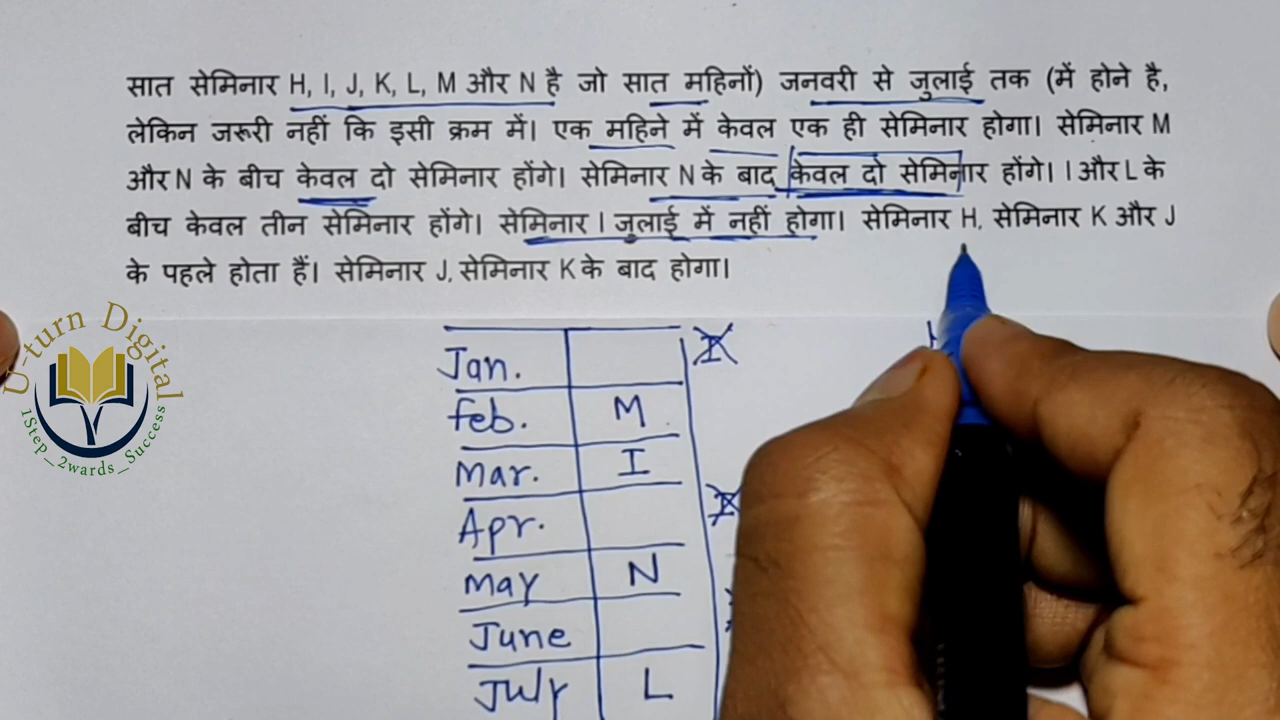 सात सेमिनार H, I, J, K, L, M और N है जो सात महिनों) जनवरी से जुलाई तक (में होने है,
लेकिन जरूरी नहीं कि इसी क्रम में। एक महिने में केवल एक ही सेमिनार होगा। सेमिनार M
और N के बीच केवल दो सेमिनार होंगे। सेमिनार N के बाद केवल दो सेमिनार होंगे। I और L के
बीच केवल तीन सेमिनार होंगे। सेमिनार I जुलाई में नहीं होगा। सेमिनार H, सेमिनार K और J
के पहले होता हैं। सेमिनार J, सेमिनार K के बाद होगा।
U-turn Digital
1Step_2wards_Success
Jan. I
feb. M
Mar. I
Apr. I
May N
June
July L